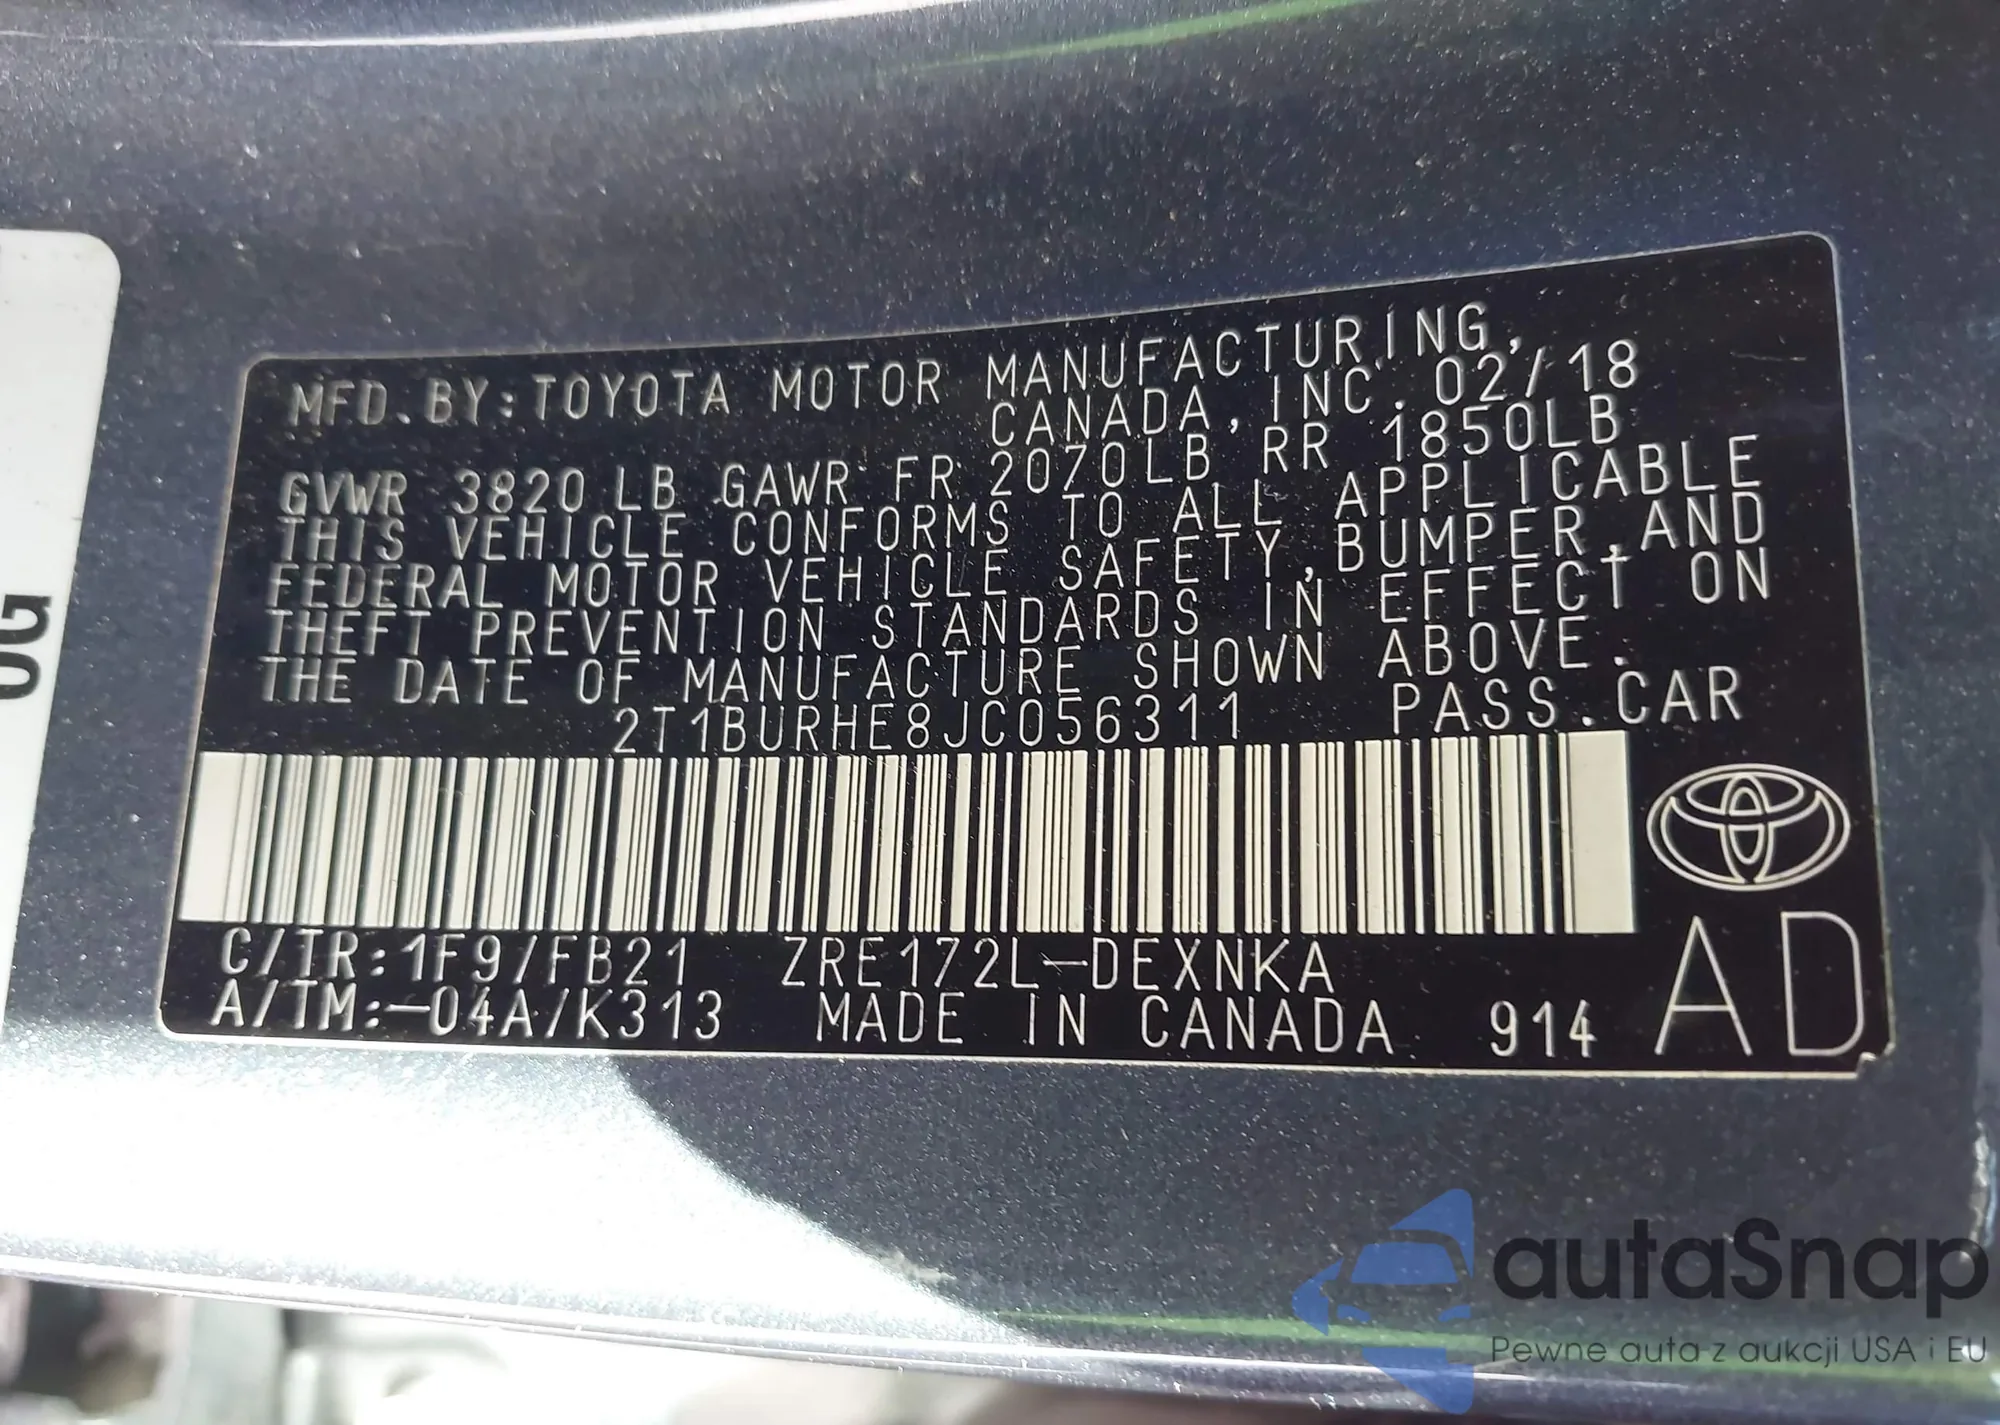 MFD. BY: TOYOTA MOTOR MANUFACTURING,
CANADA, INC. 02/18
GVWR 3820 LB GAWR FR 2070LB RR 1850LB
THIS VEHICLE CONFORMS TO ALL APPLICABLE
FEDERAL MOTOR VEHICLE SAFETY, BUMPER, AND
THEFT PREVENTION STANDARDS IN EFFECT ON
THE DATE OF MANUFACTURE SHOWN ABOVE.
2T1BURHE8JC056311 PASS. CAR
C/TR: 1F9/FB21 ZRE172L-DEXNKA
A/TM: -04A/K313 MADE IN CANADA 914
AD
0G
autaSnap
Pewne auta z aukcji USA i EU